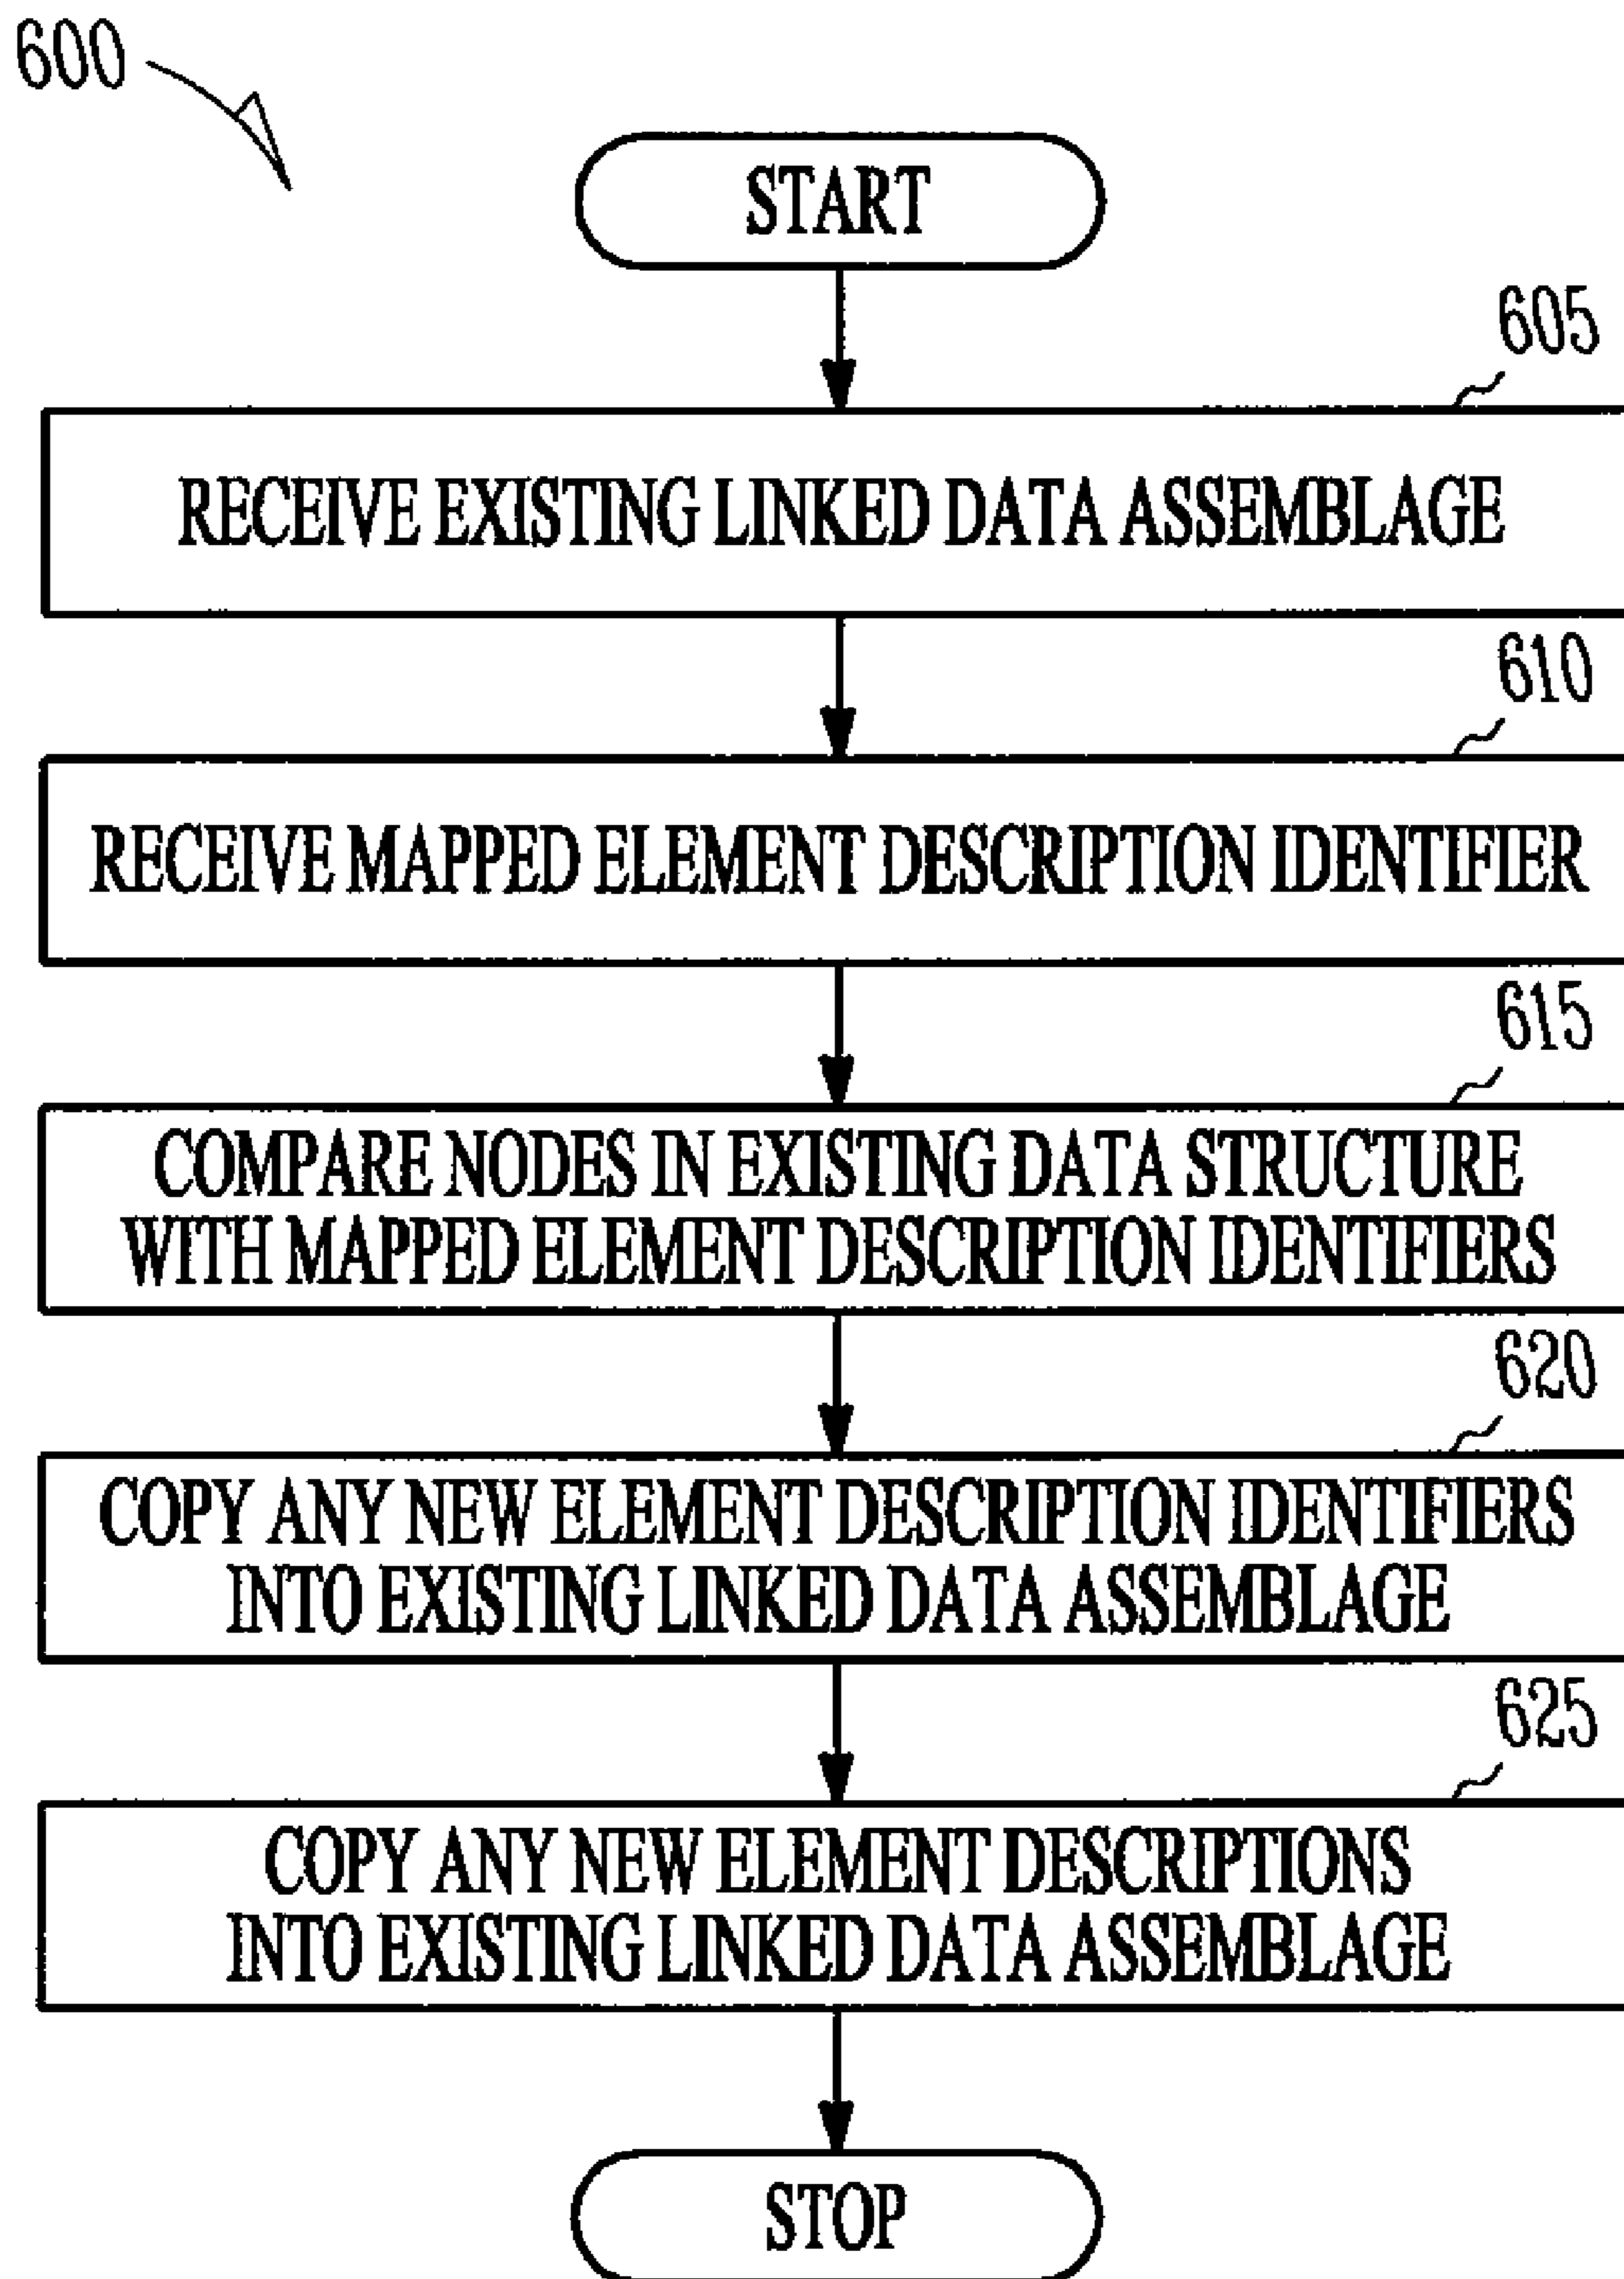 600
START
605
RECEIVE EXISTING LINKED DATA ASSEMBLAGE
610
RECEIVE MAPPED ELEMENT DESCRIPTION IDENTIFIER
615
COMPARE NODES IN EXISTING DATA STRUCTURE
WITH MAPPED ELEMENT DESCRIPTION IDENTIFIERS
620
COPY ANY NEW ELEMENT DESCRIPTION IDENTIFIERS
INTO EXISTING LINKED DATA ASSEMBLAGE
625
COPY ANY NEW ELEMENT DESCRIPTIONS
INTO EXISTING LINKED DATA ASSEMBLAGE
STOP